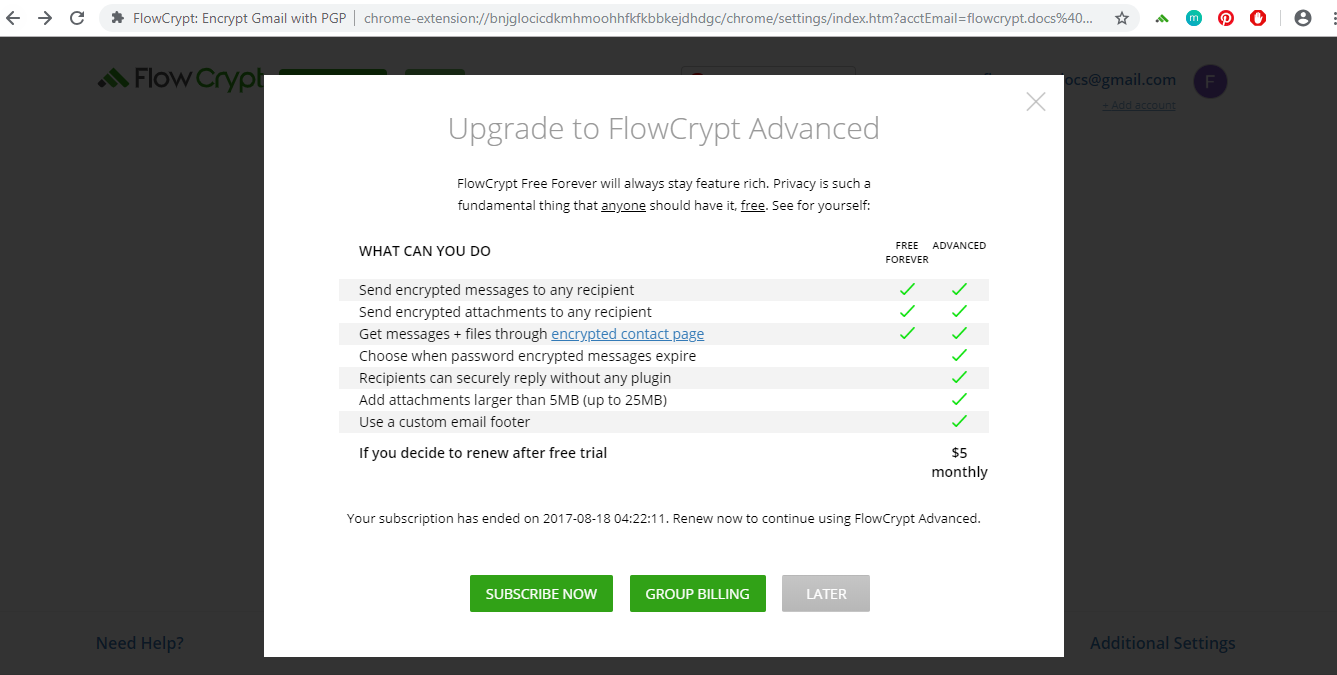 FlowCrypt: Encrypt Gmail with PGP
chrome-extension://bnjglocicdkmhmoohhfkfkbbkejdhdgc/chrome/settings/index.htm?acctEmail=flowcrypt.docs%40...
m
FlowCrypt
ocs@gmail.com
F
+ Add account
Upgrade to FlowCrypt Advanced
FlowCrypt Free Forever will always stay feature rich. Privacy is such a
fundamental thing that anyone should have it, free. See for yourself:
WHAT CAN YOU DO
FREE
FOREVER
ADVANCED
Send encrypted messages to any recipient
Send encrypted attachments to any recipient
Get messages + files through encrypted contact page
Choose when password encrypted messages expire
Recipients can securely reply without any plugin
Add attachments larger than 5MB (up to 25MB)
Use a custom email footer
If you decide to renew after free trial
$5
monthly
Your subscription has ended on 2017-08-18 04:22:11. Renew now to continue using FlowCrypt Advanced.
SUBSCRIBE NOW
GROUP BILLING
LATER
Need Help?
Additional Settings